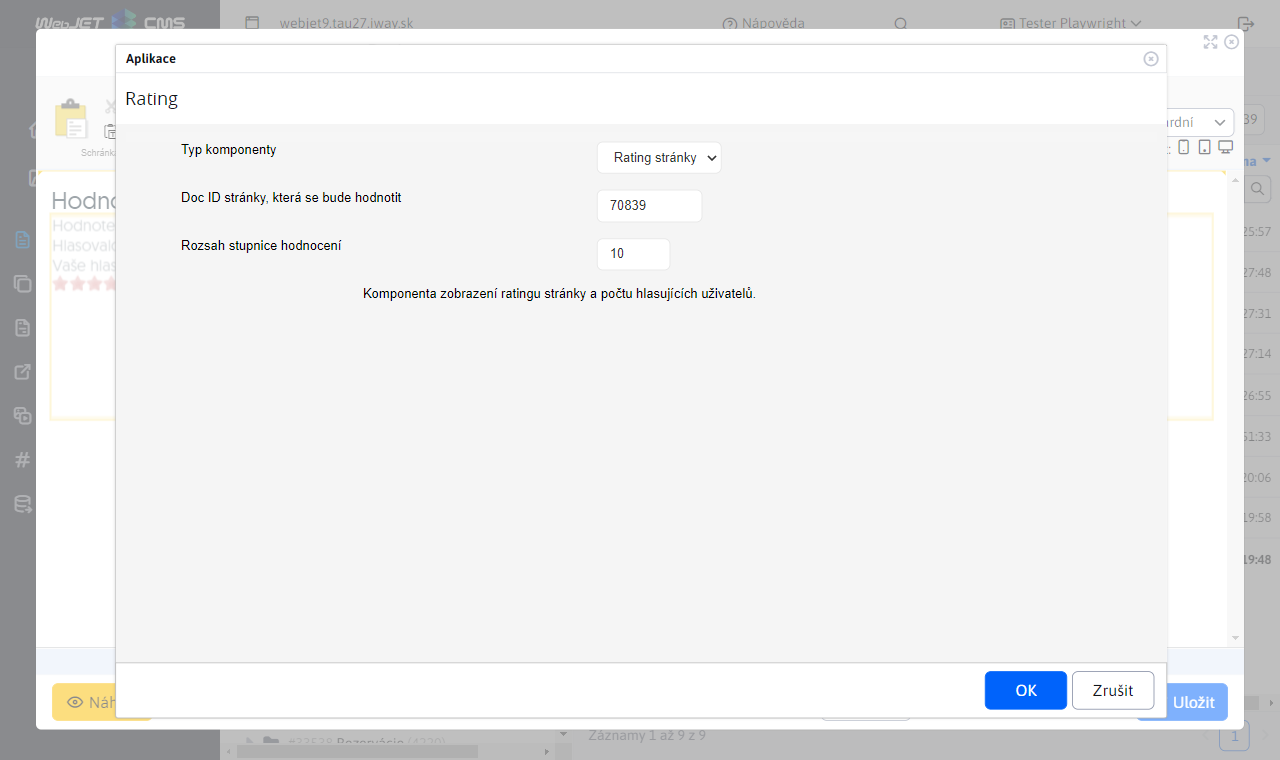 WebJET CMS
webjet9.tau27.iway.sk
Nápověda
Tester Playwright
Aplikace
Rating
Schránka
rdní
39
Typ komponenty
Rating stránky
Doc ID stránky, která se bude hodnotit
70839
Rozsah stupnice hodnocení
10
Komponenta zobrazení ratingu stránky a počtu hlasujících uživatelů.
Hodno
Hodnote
Hlasovalo
Vaše hlas
25:57
27:48
27:31
27:14
26:55
51:33
20:06
19:58
19:48
OK
Zrušit
Náh
Uložit
Záznamy 1 až 9 z 9
1